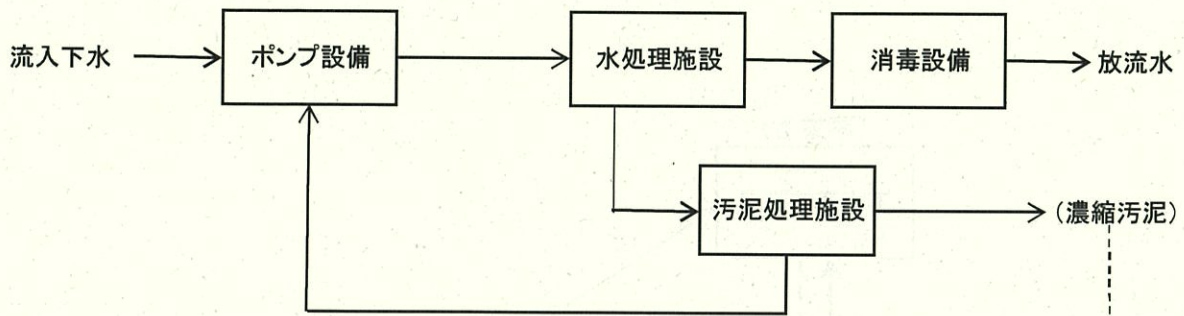 流入下水
ポンプ設備
水処理施設
消毒設備
放流水
汚泥処理施設
(濃縮汚泥)